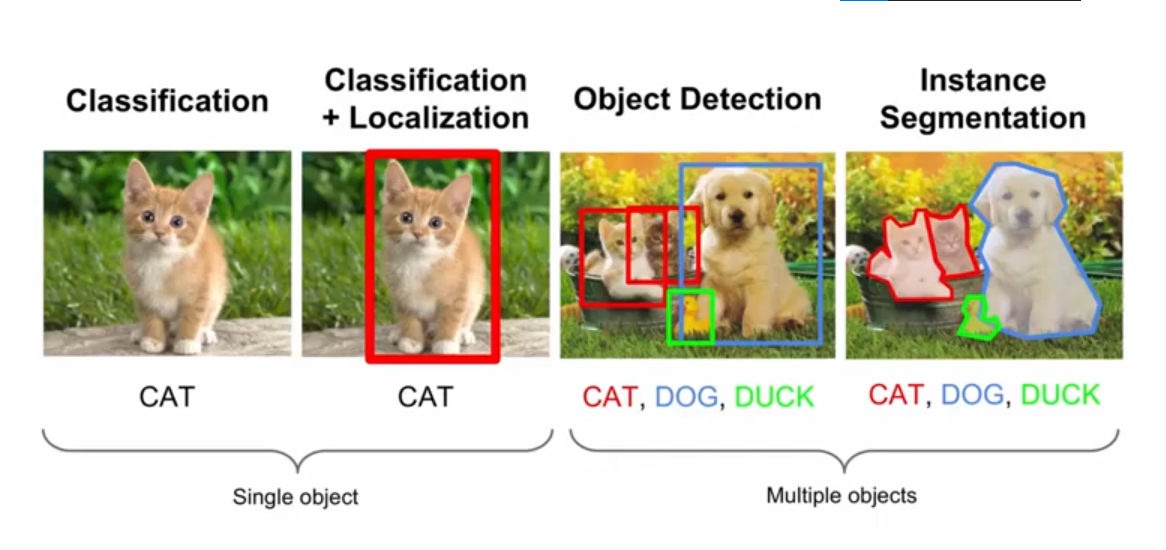 Classification
Classification
+ Localization
Object Detection
Instance
Segmentation
CAT
CAT
CAT, DOG, DUCK
CAT, DOG, DUCK
Single object
Multiple objects